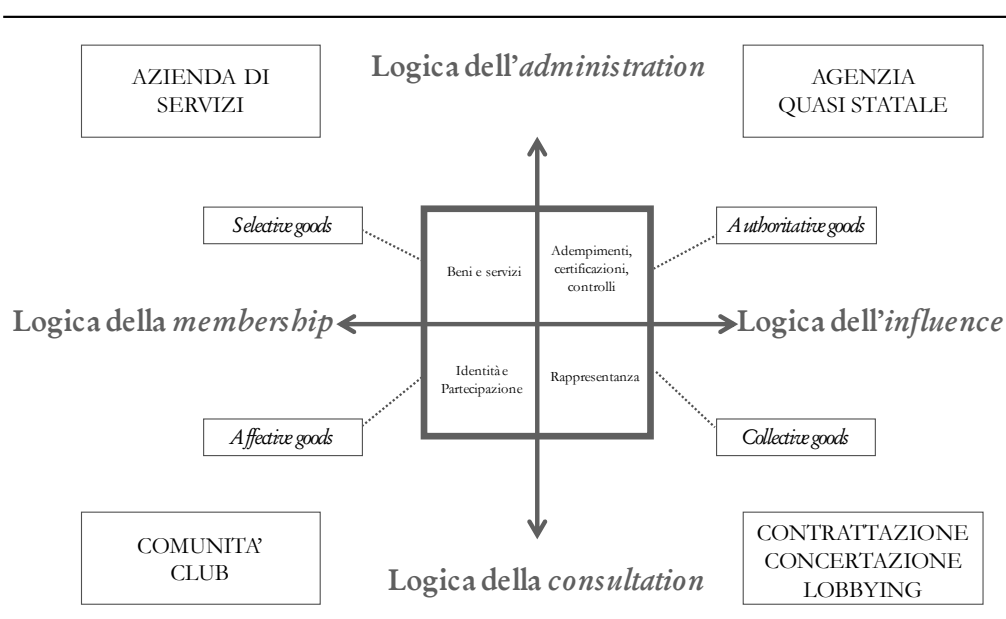 AZIENDA DI
SERVIZI
Logica dell’administration
AGENZIA
QUASI STATALE
Selective goods
Authoritative goods
Beni e servizi
Adempimenti,
certificazioni,
controlli
Logica della membership
Logica dell’influence
Identità e
Partecipazione
Rappresentanza
Affective goods
Collective goods
COMUNITA’
CLUB
Logica della consultation
CONTRATTAZIONE
CONCERTAZIONE
LOBBYING